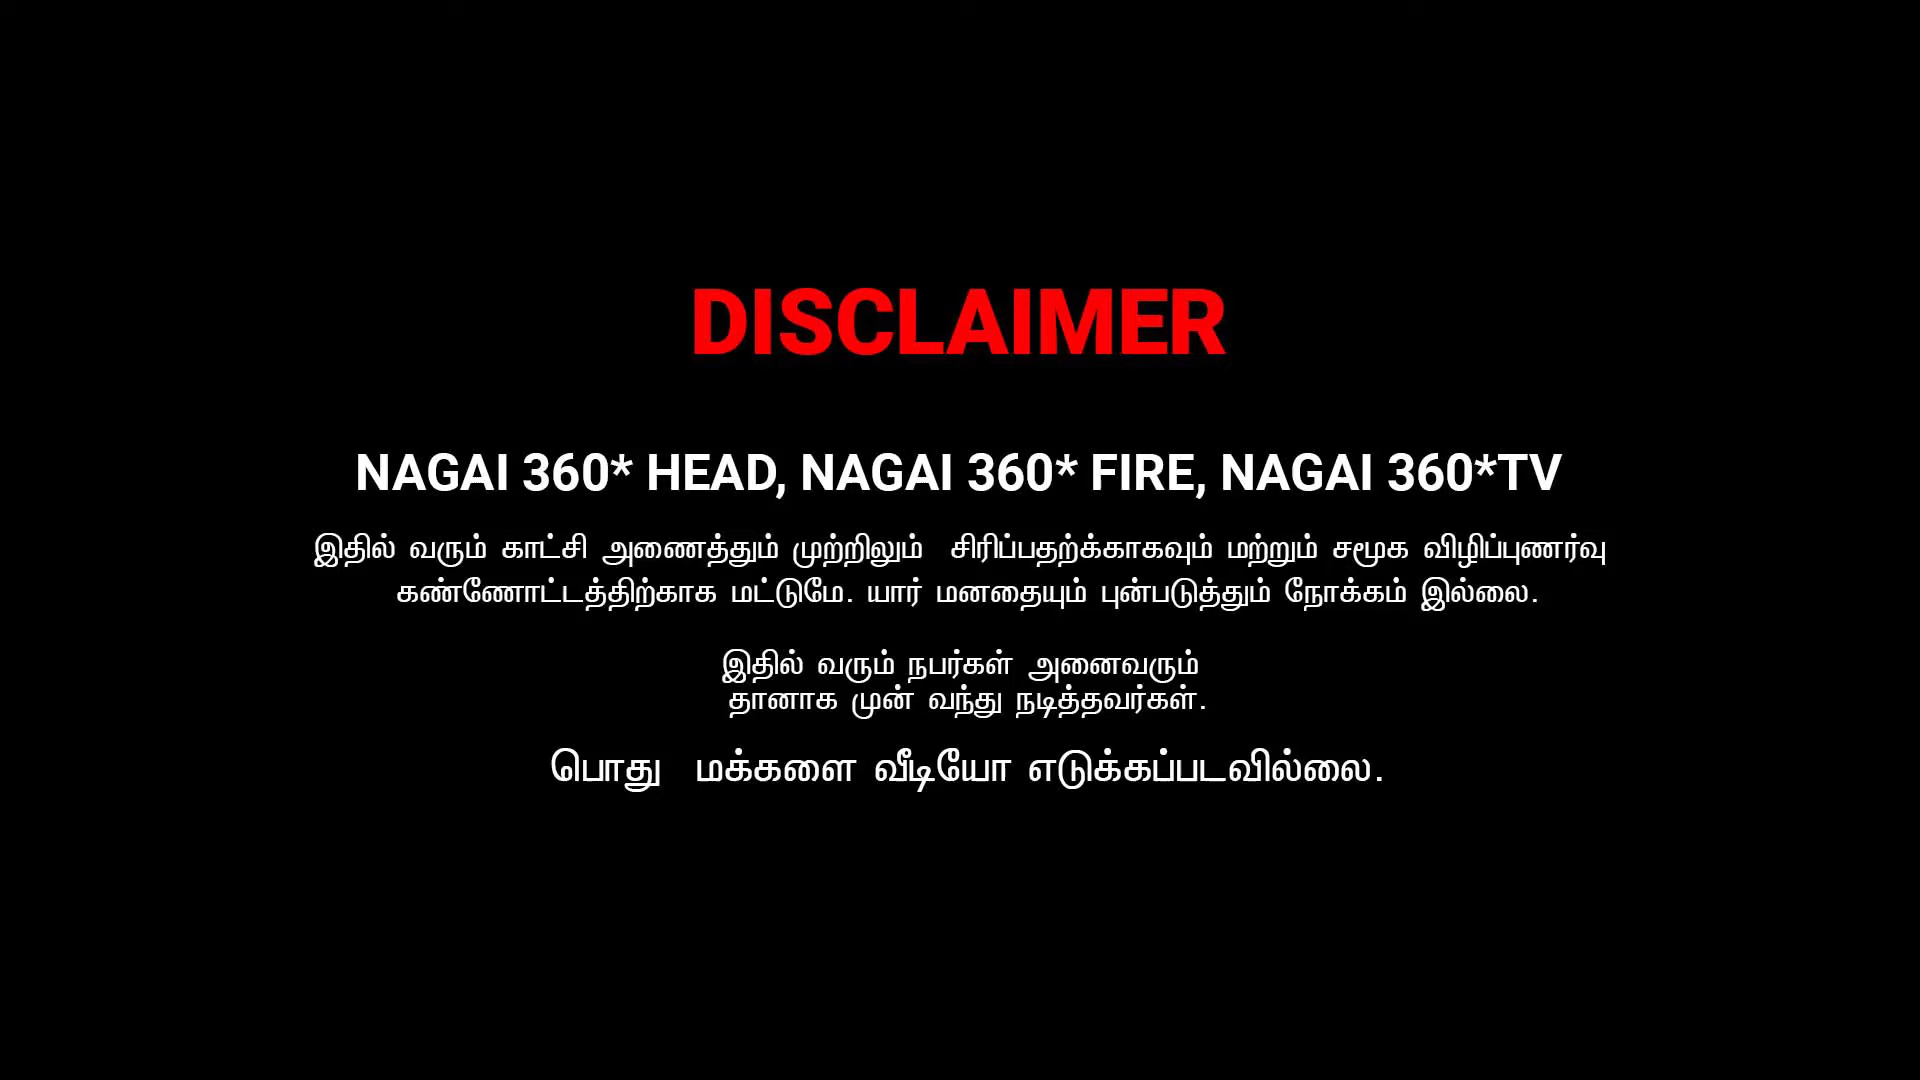 DISCLAIMER
NAGAI 360* HEAD, NAGAI 360* FIRE, NAGAI 360*TV
இதில் வரும் காட்சி அணைத்தும் முற்றிலும் சிரிப்பதற்க்காகவும் மற்றும் சமூக விழிப்புணர்வு
கண்ணோட்டத்திற்காக மட்டுமே. யார் மனதையும் புன்படுத்தும் நோக்கம் இல்லை.
இதில் வரும் நபர்கள் அனைவரும்
தானாக முன் வந்து நடித்தவர்கள்.
பொது மக்களை வீடியோ எடுக்கப்படவில்லை.